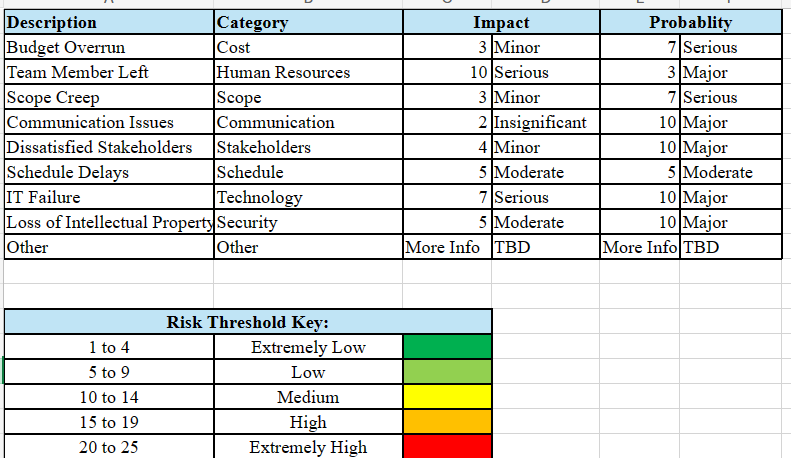 Description Category Impact Probablity
Budget Overrun Cost 3 Minor 7 Serious
Team Member Left Human Resources 10 Serious 3 Major
Scope Creep Scope 3 Minor 7 Serious
Communication Issues Communication 2 Insignificant 10 Major
Dissatisfied Stakeholders Stakeholders 4 Minor 10 Major
Schedule Delays Schedule 5 Moderate 5 Moderate
IT Failure Technology 7 Serious 10 Major
Loss of Intellectual Property Security 5 Moderate 10 Major
Other Other More Info TBD More Info TBD
Risk Threshold Key:
1 to 4 Extremely Low
5 to 9 Low
10 to 14 Medium
15 to 19 High
20 to 25 Extremely High